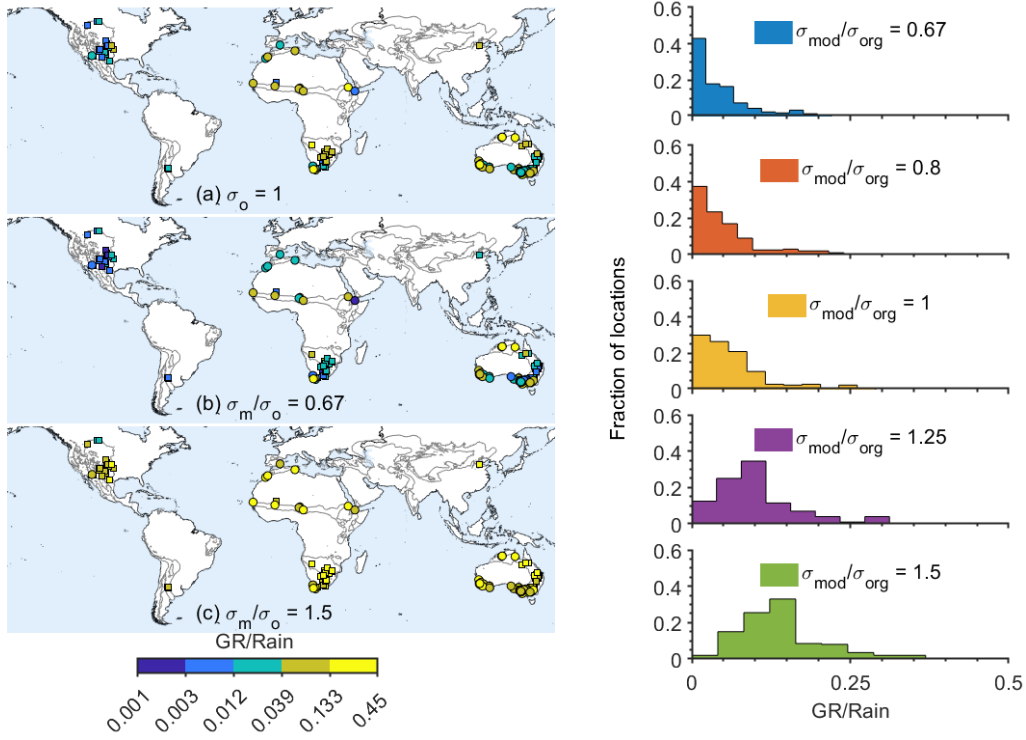 (a) σo = 1
(b) σm/σo = 0.67
(c) σm/σo = 1.5
GR/Rain
0.001 0.003 0.012 0.039 0.133 0.45
Fraction of locations
0.6
0.4
0.2
0
σmod/σorg = 0.67
0.6
0.4
0.2
0
σmod/σorg = 0.8
0.6
0.4
0.2
0
σmod/σorg = 1
0.6
0.4
0.2
0
σmod/σorg = 1.25
0.6
0.4
0.2
0
σmod/σorg = 1.5
0 0.25 0.5
GR/Rain